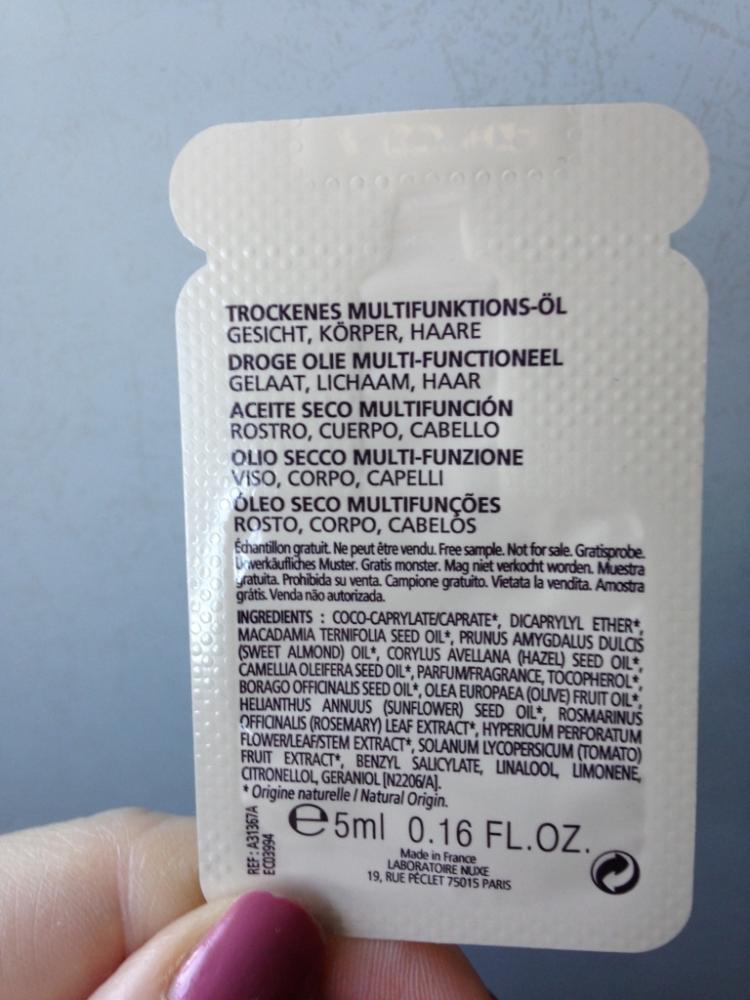 TROCKENES MULTIFUNKTIONS-ÖL
GESICHT, KÖRPER, HAARE
DROGE OLIE MULTI-FUNCTIONEEL
GELAAT, LICHAAM, HAAR
ACEITE SECO MULTIFUNCIÓN
ROSTRO, CUERPO, CABELLO
OLIO SECCO MULTI-FUNZIONE
VISO, CORPO, CAPELLI
ÓLEO SECO MULTIFUNÇÕES
ROSTO, CORPO, CABELOS
Échantillon gratuit. Ne peut être vendu. Free sample. Not for sale. Gratisprobe.
Unverkäufliches Muster. Gratis monster. Mag niet verkocht worden. Muestra
gratuita. Prohibida su venta. Campione gratuito. Vietata la vendita. Amostra
grátis. Venda não autorizada.
INGREDIENTS : COCO-CAPRYLATE/CAPRATE*, DICAPRYLYL ETHER*,
MACADAMIA TERNIFOLIA SEED OIL*, PRUNUS AMYGDALUS DULCIS
(SWEET ALMOND) OIL*, CORYLUS AVELLANA (HAZEL) SEED OIL*,
CAMELLIA OLEIFERA SEED OIL*, PARFUM/FRAGRANCE, TOCOPHEROL*,
BORAGO OFFICINALIS SEED OIL*, OLEA EUROPAEA (OLIVE) FRUIT OIL*,
HELIANTHUS ANNUUS (SUNFLOWER) SEED OIL*, ROSMARINUS
OFFICINALIS (ROSEMARY) LEAF EXTRACT*, HYPERICUM PERFORATUM
FLOWER/LEAF/STEM EXTRACT*, SOLANUM LYCOPERSICUM (TOMATO)
FRUIT EXTRACT*, BENZYL SALICYLATE, LINALOOL, LIMONENE,
CITRONELLOL, GERANIOL [N2206/A].
* Origine naturelle / Natural Origin.
REF : A31367A
EC03994
℮5ml 0.16 FL.OZ.
Made in France
LABORATOIRE NUXE
19, RUE PÉCLET 75015 PARIS